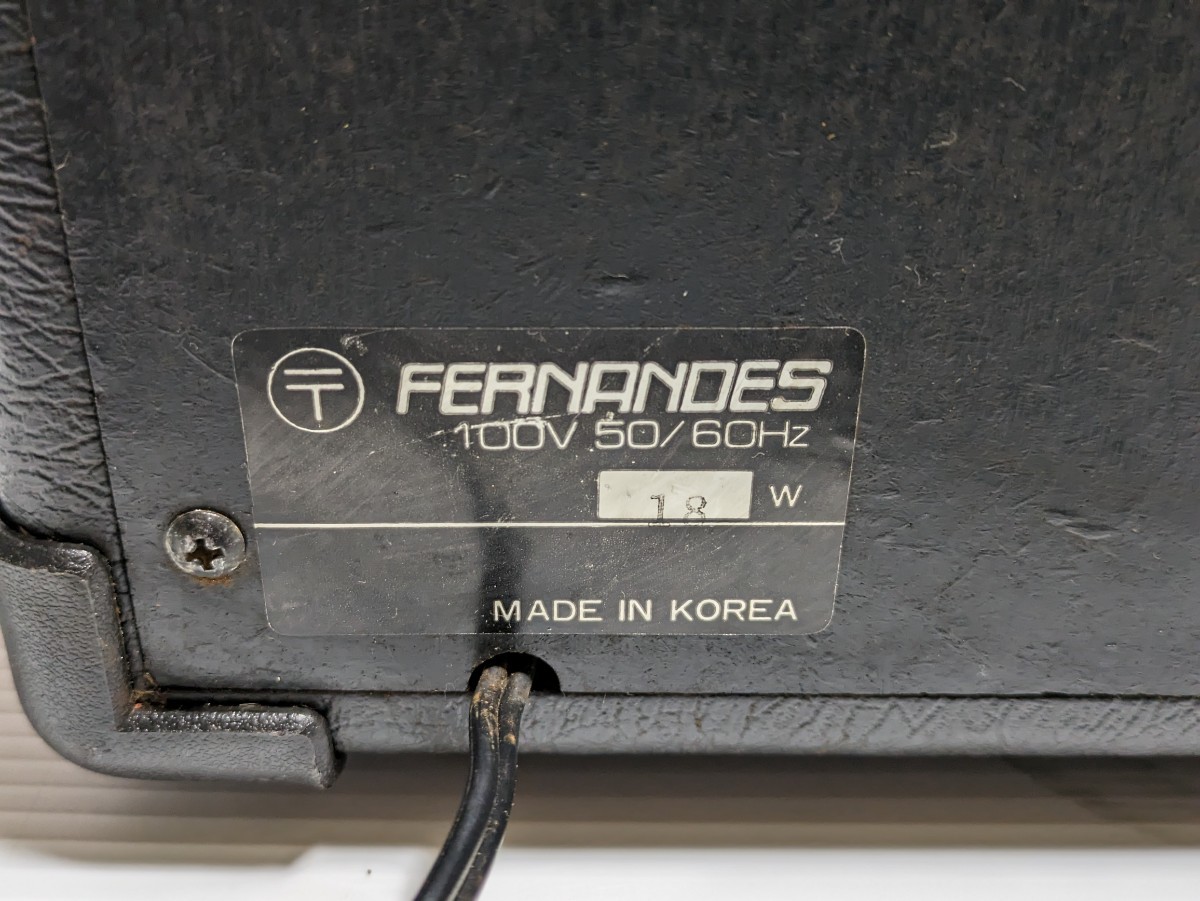 〒 FERNANDES
100V 50/60Hz
18 W
MADE IN KOREA